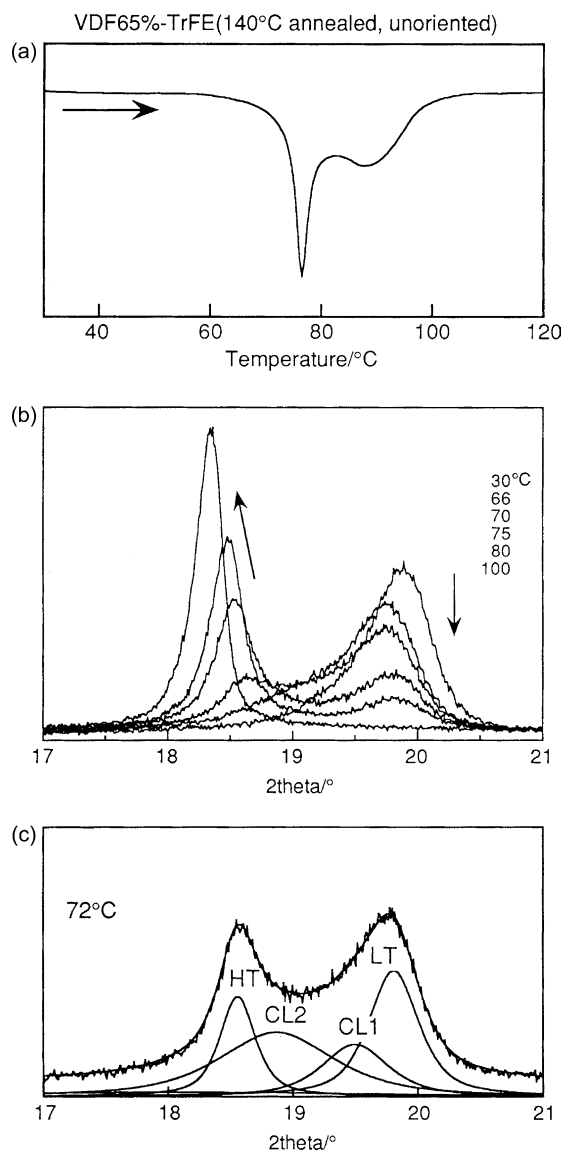 VDF65%-TrFE(140°C annealed, unoriented)
(a)
40 60 80 100 120
Temperature/°C
(b)
30°C
66
70
75
80
100
17 18 19 20 21
2theta/°
(c)
72°C
HT
CL2
CL1
LT
17 18 19 20 21
2theta/°